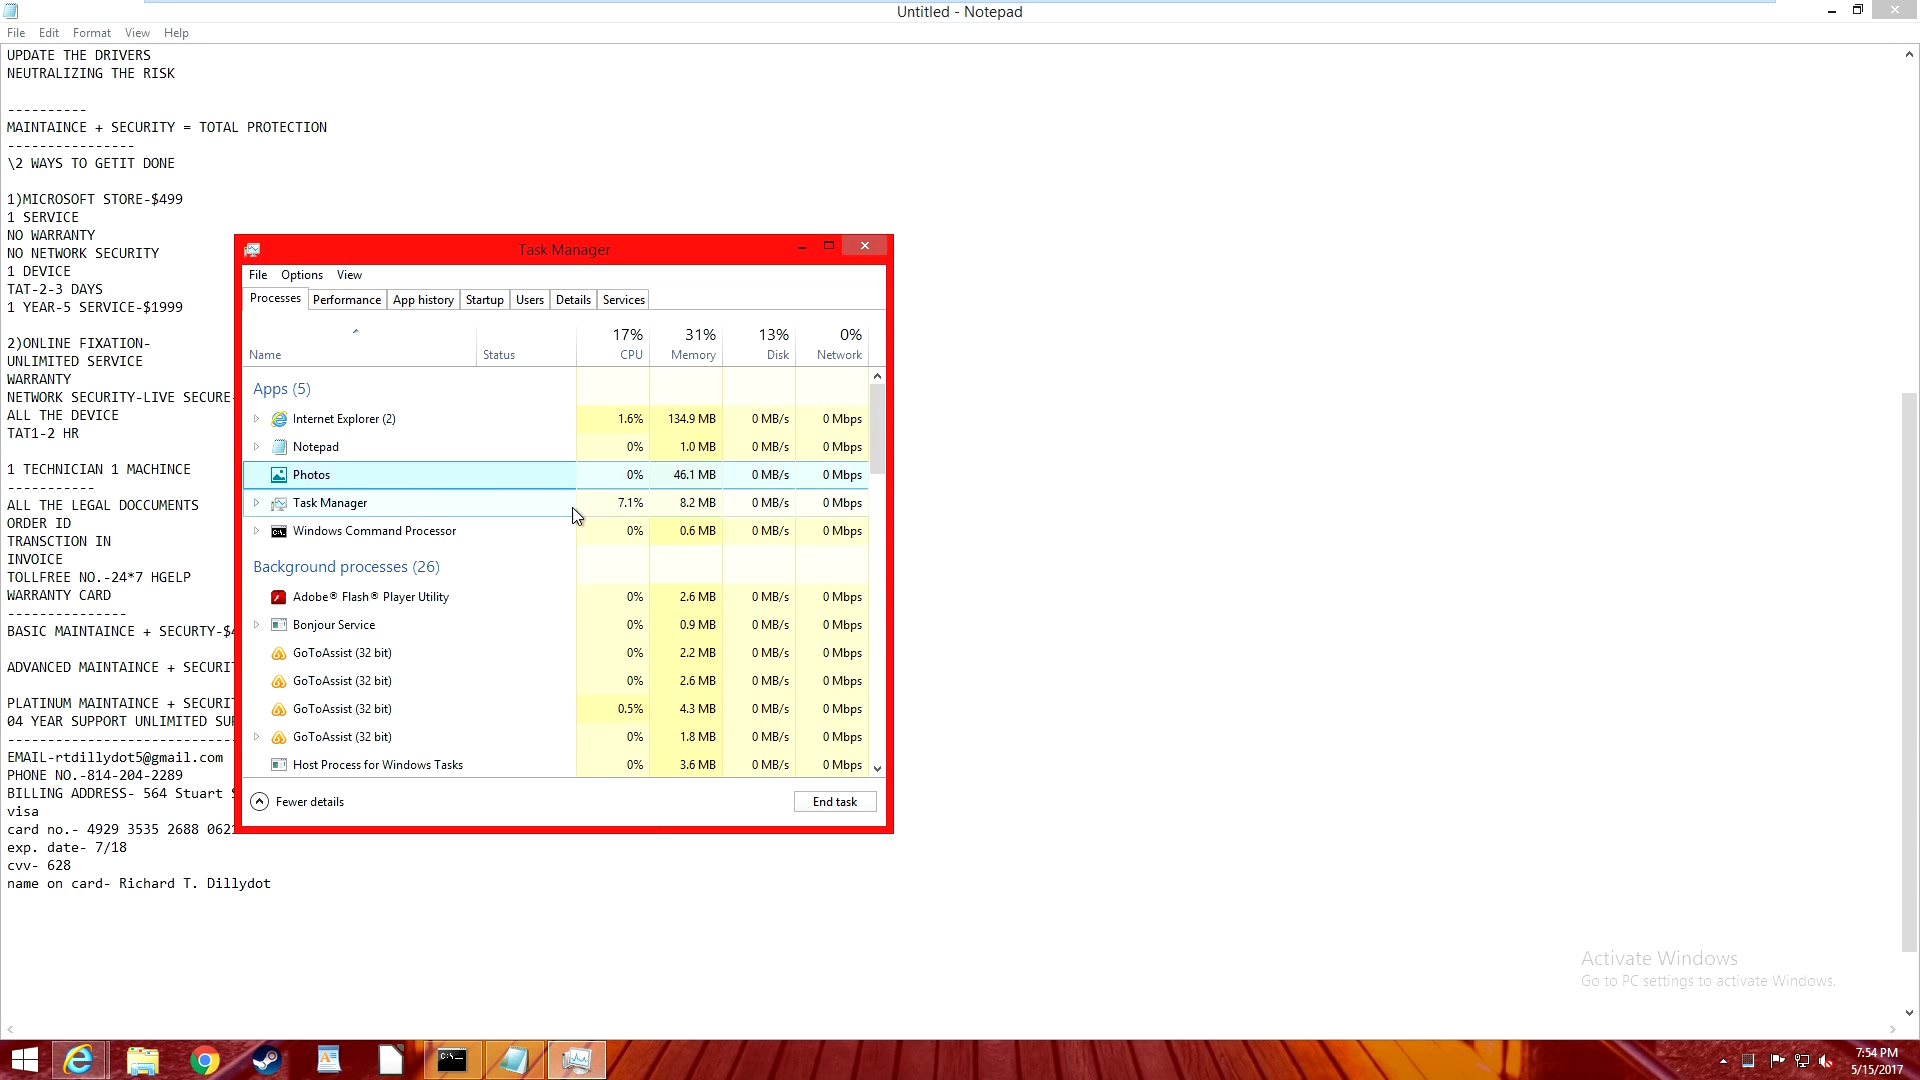 Untitled - Notepad
File Edit Format View Help
UPDATE THE DRIVERS
NEUTRALIZING THE RISK
----------
MAINTAINCE + SECURITY = TOTAL PROTECTION
----------------
\2 WAYS TO GETIT DONE
1)MICROSOFT STORE-$499
1 SERVICE
NO WARRANTY
NO NETWORK SECURITY
1 DEVICE
TAT-2-3 DAYS
1 YEAR-5 SERVICE-$1999
2)ONLINE FIXATION-
UNLIMITED SERVICE
WARRANTY
NETWORK SECURITY-LIVE SECURE-
ALL THE DEVICE
TAT1-2 HR
1 TECHNICIAN 1 MACHINCE
-----------
ALL THE LEGAL DOCCUMENTS
ORDER ID
TRANSCTION IN
INVOICE
TOLLFREE NO.-24*7 HGELP
WARRANTY CARD
---------------
BASIC MAINTAINCE + SECURTY-$4
ADVANCED MAINTAINCE + SECURIT
PLATINUM MAINTAINCE + SECURIT
04 YEAR SUPPORT UNLIMITED SUP
-----------------------------
EMAIL-rtdillydot5@gmail.com
PHONE NO.-814-204-2289
BILLING ADDRESS- 564 Stuart S
visa
card no.- 4929 3535 2688 062
exp. date- 7/18
cvv- 628
name on card- Richard T. Dillydot
Task Manager
File Options View
Processes Performance App history Startup Users Details Services
17% 31% 13% 0%
Name Status CPU Memory Disk Network
Apps (5)
Internet Explorer (2) 1.6% 134.9 MB 0 MB/s 0 Mbps
Notepad 0% 1.0 MB 0 MB/s 0 Mbps
Photos 0% 46.1 MB 0 MB/s 0 Mbps
Task Manager 7.1% 8.2 MB 0 MB/s 0 Mbps
Windows Command Processor 0% 0.6 MB 0 MB/s 0 Mbps
Background processes (26)
Adobe® Flash® Player Utility 0% 2.6 MB 0 MB/s 0 Mbps
Bonjour Service 0% 0.9 MB 0 MB/s 0 Mbps
GoToAssist (32 bit) 0% 2.2 MB 0 MB/s 0 Mbps
GoToAssist (32 bit) 0% 2.6 MB 0 MB/s 0 Mbps
GoToAssist (32 bit) 0.5% 4.3 MB 0 MB/s 0 Mbps
GoToAssist (32 bit) 0% 1.8 MB 0 MB/s 0 Mbps
Host Process for Windows Tasks 0% 3.6 MB 0 MB/s 0 Mbps
Fewer details End task
Activate Windows
Go to PC settings to activate Windows.
7:54 PM
5/15/2017